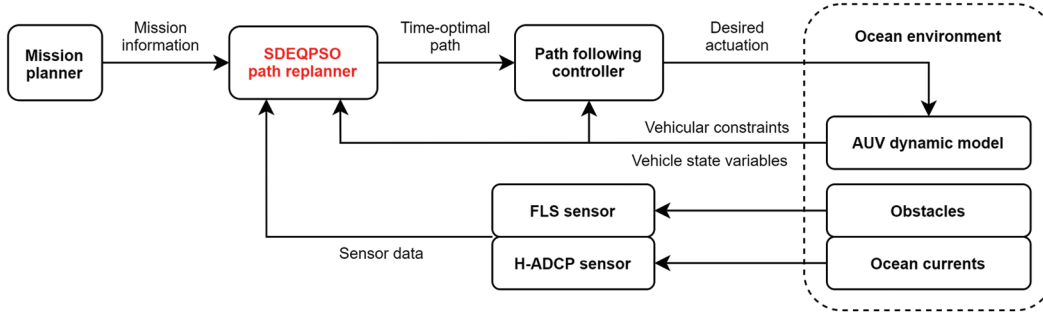 Mission
planner
Mission
information
SDEQPSO
path replanner
Time-optimal
path
Path following
controller
Desired
actuation
Ocean environment
AUV dynamic model
Vehicular constraints
Vehicle state variables
FLS sensor
Obstacles
H-ADCP sensor
Ocean currents
Sensor data